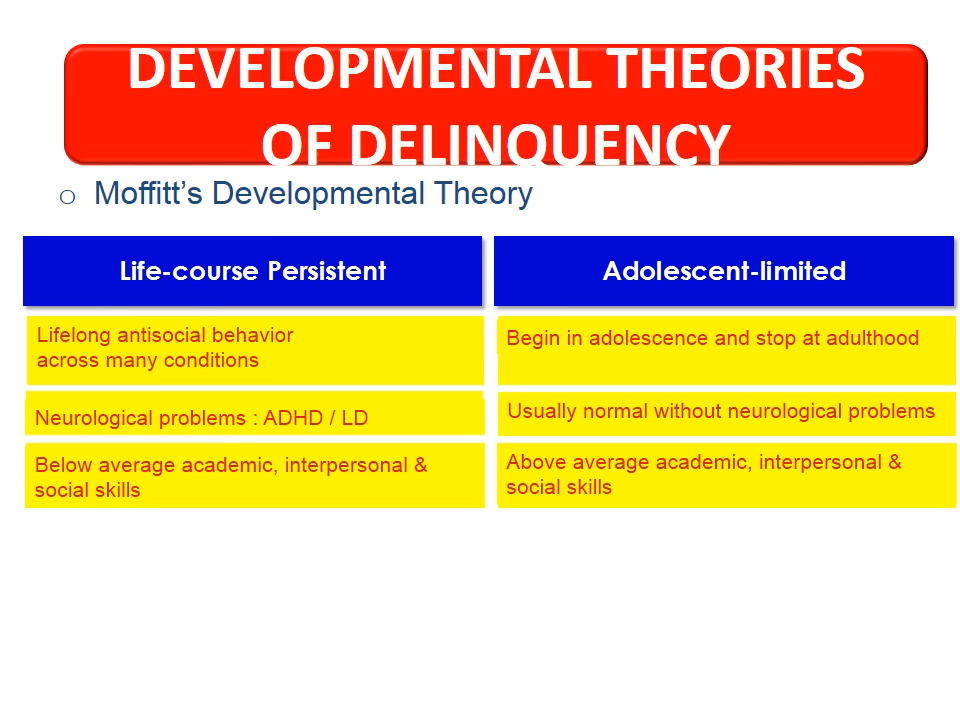 DEVELOPMENTAL THEORIES
OF DELINQUENCY
o Moffitt’s Developmental Theory
Life-course Persistent
Adolescent-limited
Lifelong antisocial behavior
across many conditions
Begin in adolescence and stop at adulthood
Neurological problems : ADHD / LD
Usually normal without neurological problems
Below average academic, interpersonal &
social skills
Above average academic, interpersonal &
social skills